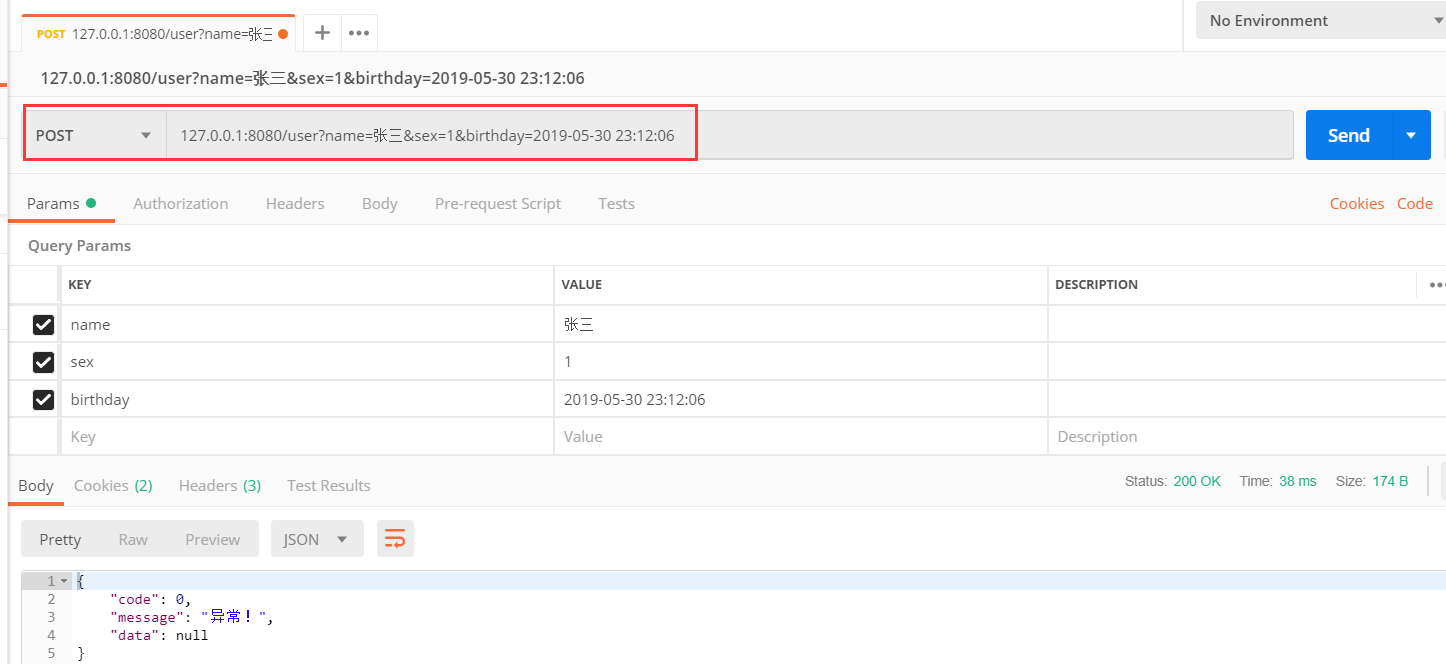 POST 127.0.0.1:8080/user?name=张三
No Environment
127.0.0.1:8080/user?name=张三&sex=1&birthday=2019-05-30 23:12:06
POST 127.0.0.1:8080/user?name=张三&sex=1&birthday=2019-05-30 23:12:06 Send
Params Authorization Headers Body Pre-request Script Tests Cookies Code
Query Params
KEY VALUE DESCRIPTION
name 张三
sex 1
birthday 2019-05-30 23:12:06
Key Value Description
Body Cookies (2) Headers (3) Test Results Status: 200 OK Time: 38 ms Size: 174 B
Pretty Raw Preview JSON
1 {
2 "code": 0,
3 "message": "异常！",
4 "data": null
5 }